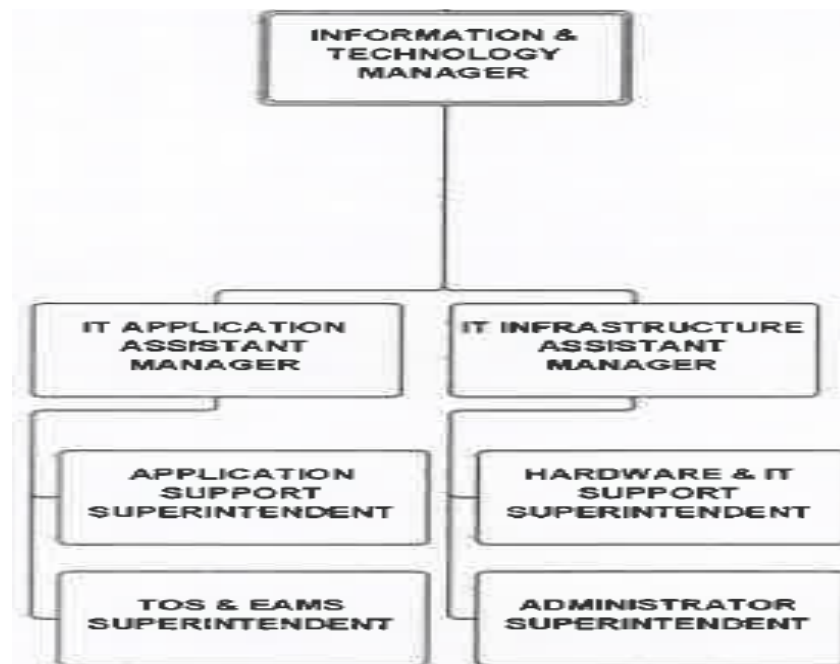 INFORMATION &
TECHNOLOGY
MANAGER
IT APPLICATION
ASSISTANT
MANAGER
IT INFRASTRUCTURE
ASSISTANT
MANAGER
APPLICATION
SUPPORT
SUPERINTENDENT
HARDWARE & IT
SUPPORT
SUPERINTENDENT
TOS & EAMS
SUPERINTENDENT
ADMINISTRATOR
SUPERINTENDENT